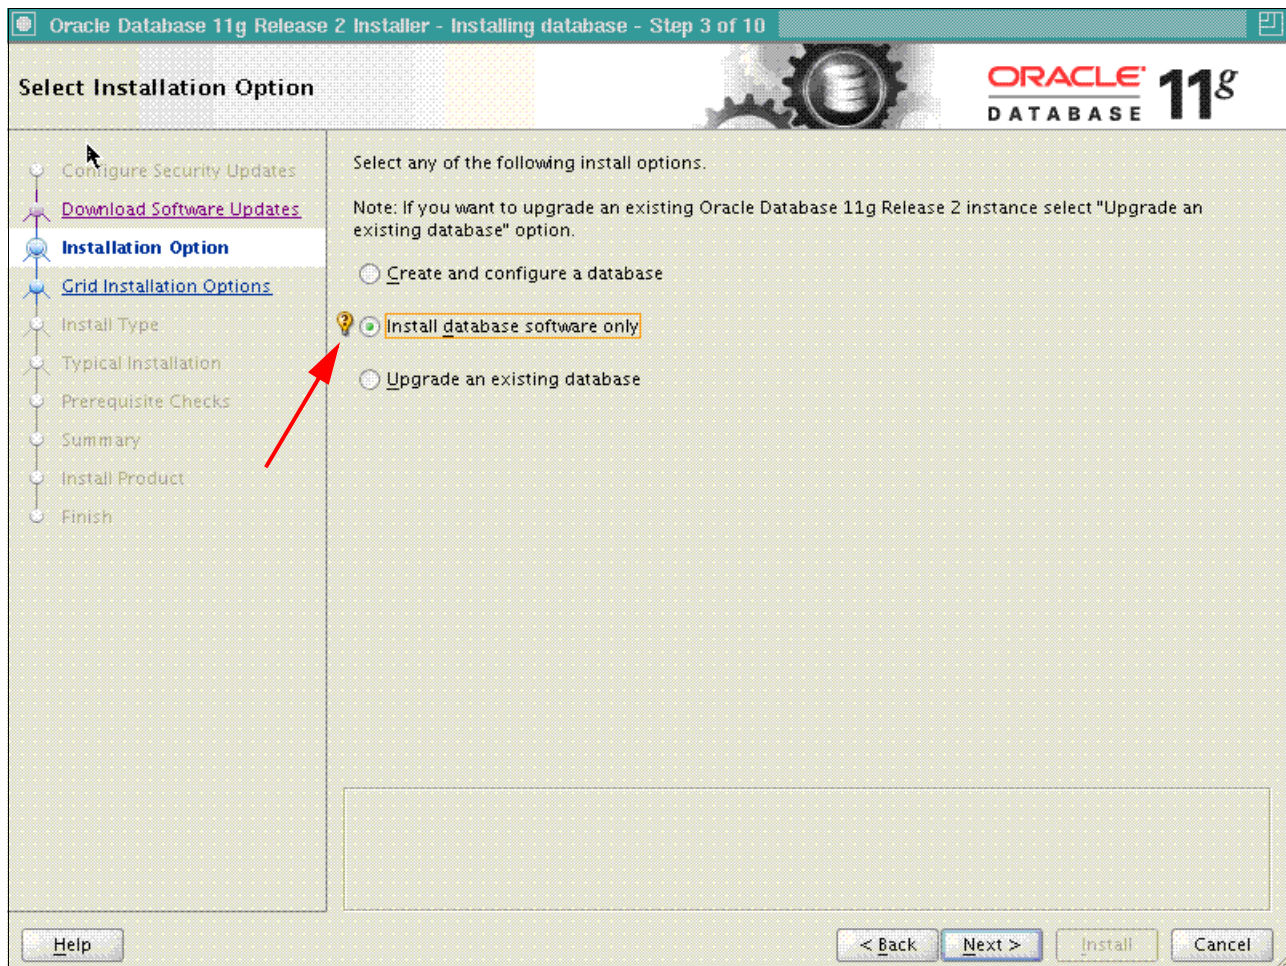 Oracle Database 11g Release 2 Installer - Installing database - Step 3 of 10
Select Installation Option
ORACLE
DATABASE
11g
Configure Security Updates
Download Software Updates
Installation Option
Grid Installation Options
Install Type
Typical Installation
Prerequisite Checks
Summary
Install Product
Finish
Select any of the following install options.
Note: If you want to upgrade an existing Oracle Database 11g Release 2 instance select "Upgrade an
existing database" option.
Create and configure a database
Install database software only
Upgrade an existing database
Help
< Back
Next >
Install
Cancel